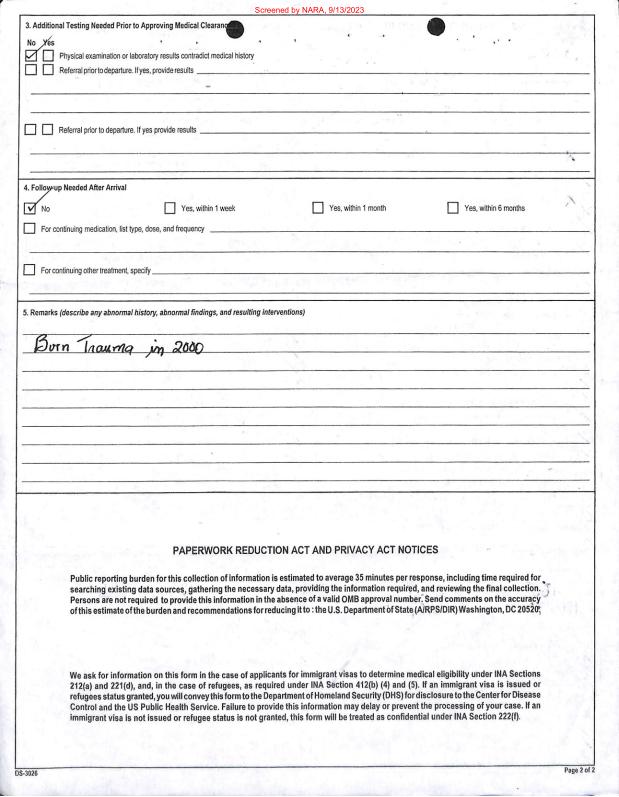 Screened by NARA, 9/13/2023
3. Additional Testing Needed Prior to Approving Medical Clearance
No Yes
Physical examination or laboratory results contradict medical history
Referral prior to departure. If yes, provide results
Referral prior to departure. If yes provide results
4. Follow-up Needed After Arrival
No Yes, within 1 week Yes, within 1 month Yes, within 6 months
For continuing medication, list type, dose, and frequency
For continuing other treatment, specify
5. Remarks (describe any abnormal history, abnormal findings, and resulting interventions)
Burn Trauma in 2000
PAPERWORK REDUCTION ACT AND PRIVACY ACT NOTICES
Public reporting burden for this collection of information is estimated to average 35 minutes per response, including time required for
searching existing data sources, gathering the necessary data, providing the information required, and reviewing the final collection.
Persons are not required to provide this information in the absence of a valid OMB approval number. Send comments on the accuracy
of this estimate of the burden and recommendations for reducing it to : the U.S. Department of State (A/RPS/DIR) Washington, DC 20520.
We ask for information on this form in the case of applicants for immigrant visas to determine medical eligibility under INA Sections
212(a) and 221(d), and, in the case of refugees, as required under INA Section 412(b) (4) and (5). If an immigrant visa is issued or
refugees status granted, you will convey this form to the Department of Homeland Security (DHS) for disclosure to the Center for Disease
Control and the US Public Health Service. Failure to provide this information may delay or prevent the processing of your case. If an
immigrant visa is not issued or refugee status is not granted, this form will be treated as confidential under INA Section 222(f).
DS-3026 Page 2 of 2